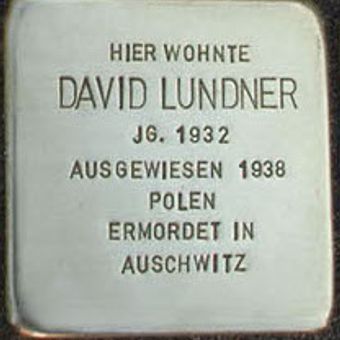 HIER WOHNTE
DAVID LUNDNER
JG. 1932
AUSGEWIESEN 1938
POLEN
ERMORDET IN
AUSCHWITZ